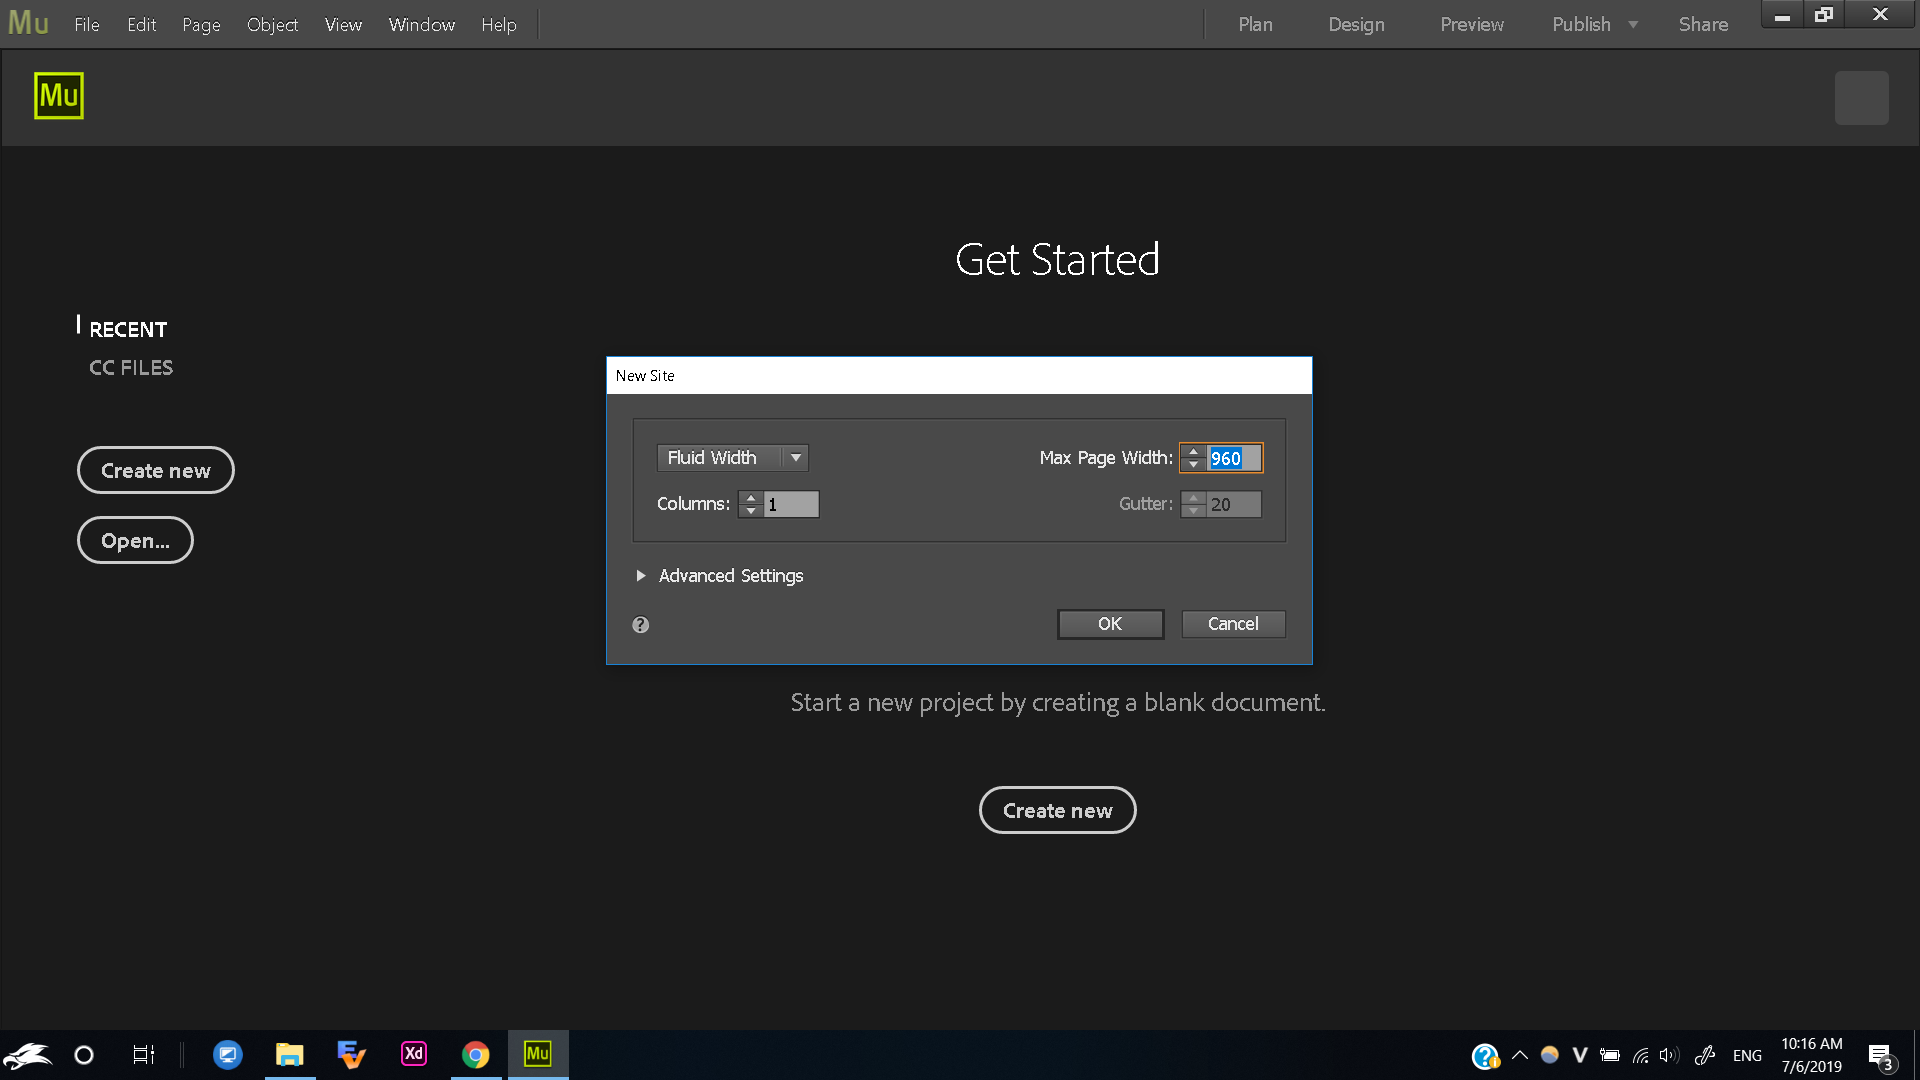 Mu File Edit Page Object View Window Help Plan Design Preview Publish Share
Mu
Get Started
RECENT
CC FILES
Create new
Open...
New Site
Fluid Width Max Page Width: 960
Columns: 1 Gutter: 20
Advanced Settings
? OK Cancel
Start a new project by creating a blank document.
Create new
Xd Mu ? V ENG 10:16 AM
7/6/2019 3